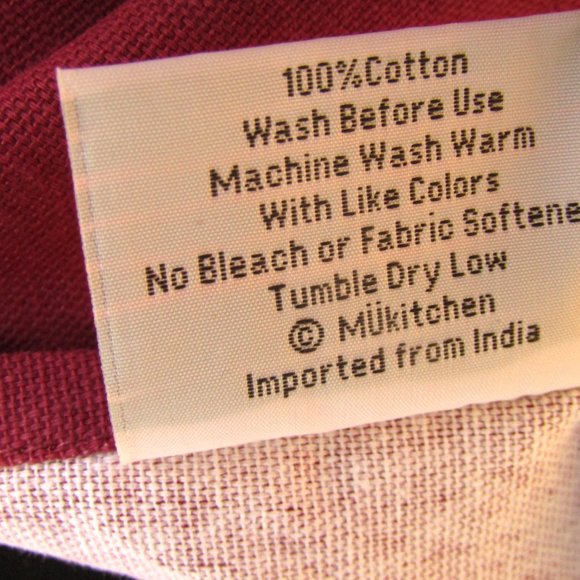 100%Cotton
Wash Before Use
Machine Wash Warm
With Like Colors
No Bleach or Fabric Softene
Tumble Dry Low
© MÜkitchen
Imported from India